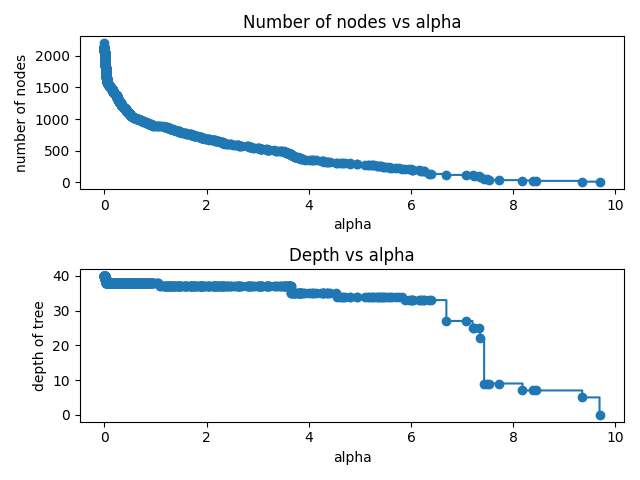 Number of nodes vs alpha
number of nodes
2000
1500
1000
500
0
0 2 4 6 8 10
alpha
Depth vs alpha
depth of tree
40
30
20
10
0
0 2 4 6 8 10
alpha